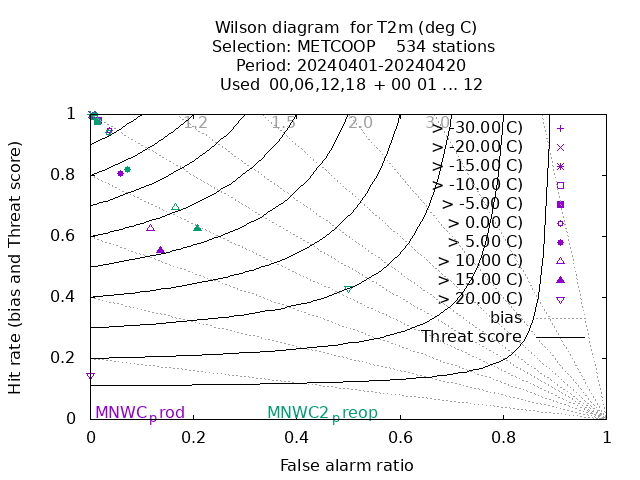 Wilson diagram for T2m (deg C)
Selection: METCOOP 534 stations
Period: 20240401-20240420
Used 00,06,12,18 + 00 01 ... 12
Hit rate (bias and Threat score)
1
0.8
0.6
0.4
0.2
0
1.2
1.5
2.0
3.0
> -30.00 C)
> -20.00 C)
> -15.00 C)
> -10.00 C)
> -5.00 C)
> 0.00 C)
> 5.00 C)
> 10.00 C)
> 15.00 C)
> 20.00 C)
bias
Threat score
MNWCprod MNWC2preop
0 0.2 0.4 0.6 0.8 1
False alarm ratio